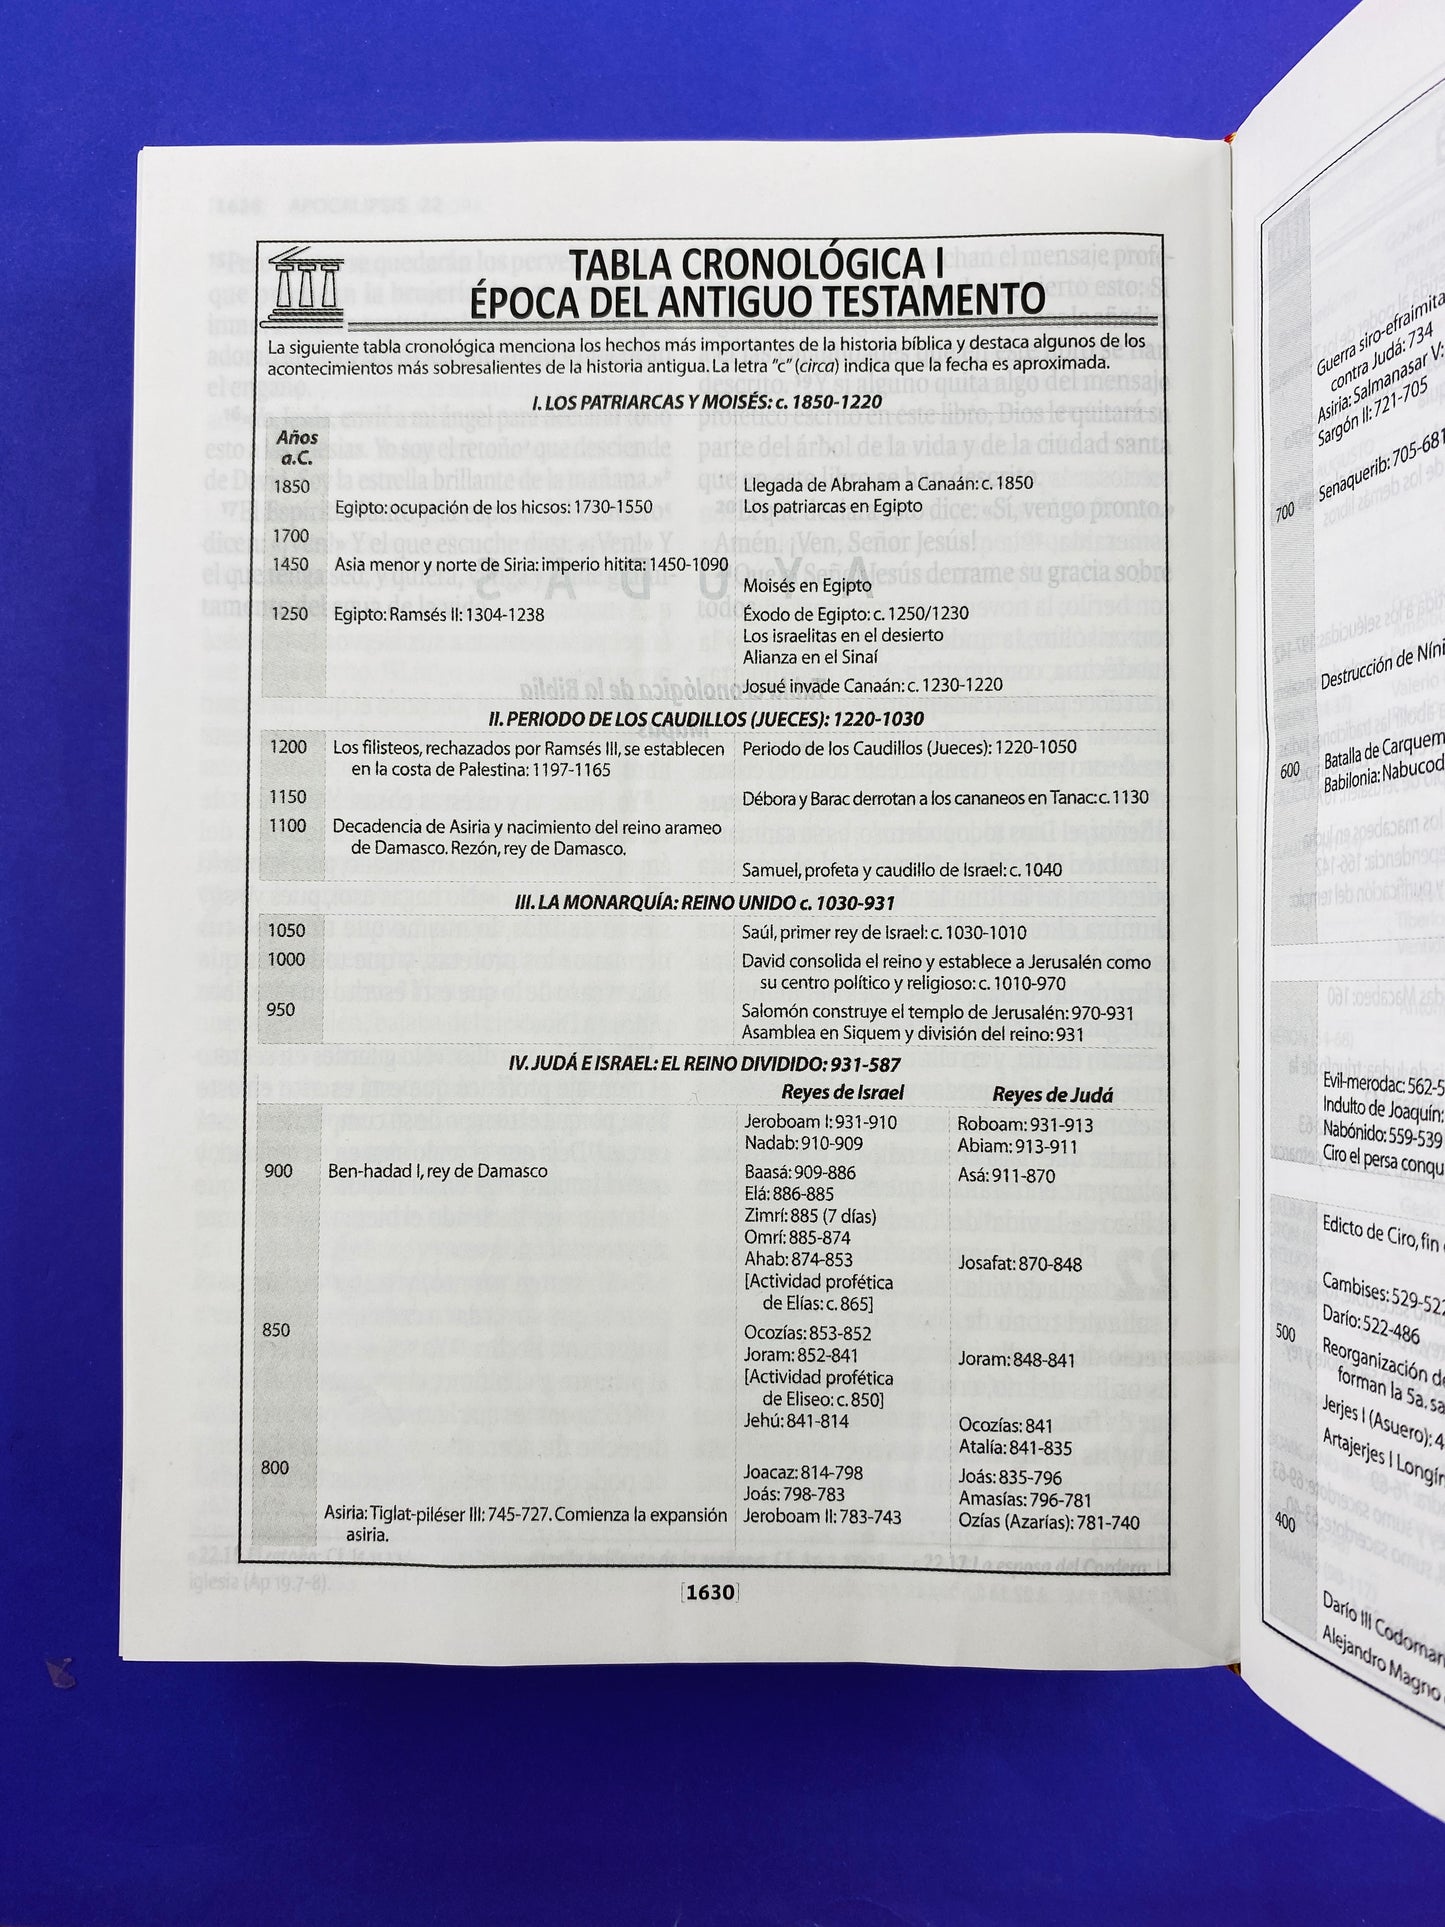 TABLA CRONOLÓGICA I
ÉPOCA DEL ANTIGUO TESTAMENTO
La siguiente tabla cronológica menciona los hechos más importantes de la historia bíblica y destaca algunos de los
acontecimientos más sobresalientes de la historia antigua. La letra "c" (circa) indica que la fecha es aproximada.
I. LOS PATRIARCAS Y MOISÉS: c. 1850-1220
Años
a.C.
1850 Llegada de Abraham a Canaán: c. 1850
Egipto: ocupación de los hicsos: 1730-1550 Los patriarcas en Egipto
1700
1450 Asia menor y norte de Siria: imperio hitita: 1450-1090
Moisés en Egipto
1250 Egipto: Ramsés II: 1304-1238 Éxodo de Egipto: c. 1250/1230
Los israelitas en el desierto
Alianza en el Sinaí
Josué invade Canaán: c. 1230-1220
II. PERIODO DE LOS CAUDILLOS (JUECES): 1220-1030
1200 Los filisteos, rechazados por Ramsés III, se establecen Periodo de los Caudillos (Jueces): 1220-1050
en la costa de Palestina: 1197-1165
1150 Débora y Barac derrotan a los cananeos en Tanac: c. 1130
1100 Decadencia de Asiria y nacimiento del reino arameo
de Damasco. Rezón, rey de Damasco.
Samuel, profeta y caudillo de Israel: c. 1040
III. LA MONARQUÍA: REINO UNIDO c. 1030-931
1050 Saúl, primer rey de Israel: c. 1030-1010
1000 David consolida el reino y establece a Jerusalén como
su centro político y religioso: c. 1010-970
950 Salomón construye el templo de Jerusalén: 970-931
Asamblea en Siquem y división del reino: 931
IV. JUDÁ E ISRAEL: EL REINO DIVIDIDO: 931-587
Reyes de Israel Reyes de Judá
Jeroboam I: 931-910 Roboam: 931-913
Nadab: 910-909 Abiam: 913-911
900 Ben-hadad I, rey de Damasco Baasá: 909-886 Asá: 911-870
Elá: 886-885
Zimrí: 885 (7 días)
Omrí: 885-874
Ahab: 874-853 Josafat: 870-848
[Actividad profética
de Elías: c. 865]
850 Ocozías: 853-852
Joram: 852-841 Joram: 848-841
[Actividad profética
de Eliseo: c. 850]
Jehú: 841-814 Ocozías: 841
Atalía: 841-835
800 Joacaz: 814-798 Joás: 835-796
Joás: 798-783 Amasías: 796-781
Asiria: Tiglat-piléser III: 745-727. Comienza la expansión Jeroboam II: 783-743 Ozías (Azarías): 781-740
asiria.
[1630]
Guerra siro-efraimita
contra Judá: 734
Asiria: Salmanasar V:
Sargón II: 721-705
700 Senaquerib: 705-681
Destrucción de
600 Batalla de
Babilonia:
Evil-merodac:
Indulto de Joaquín:
Nabónido: 559-539
Ciro el persa
Edicto de Ciro, fin
Cambises:
500 Darío: 522-486
Reorganización
forman la 5a.
Jerjes I (Asuero):
Artajerjes I
400
Darío III
Alejandro Magno